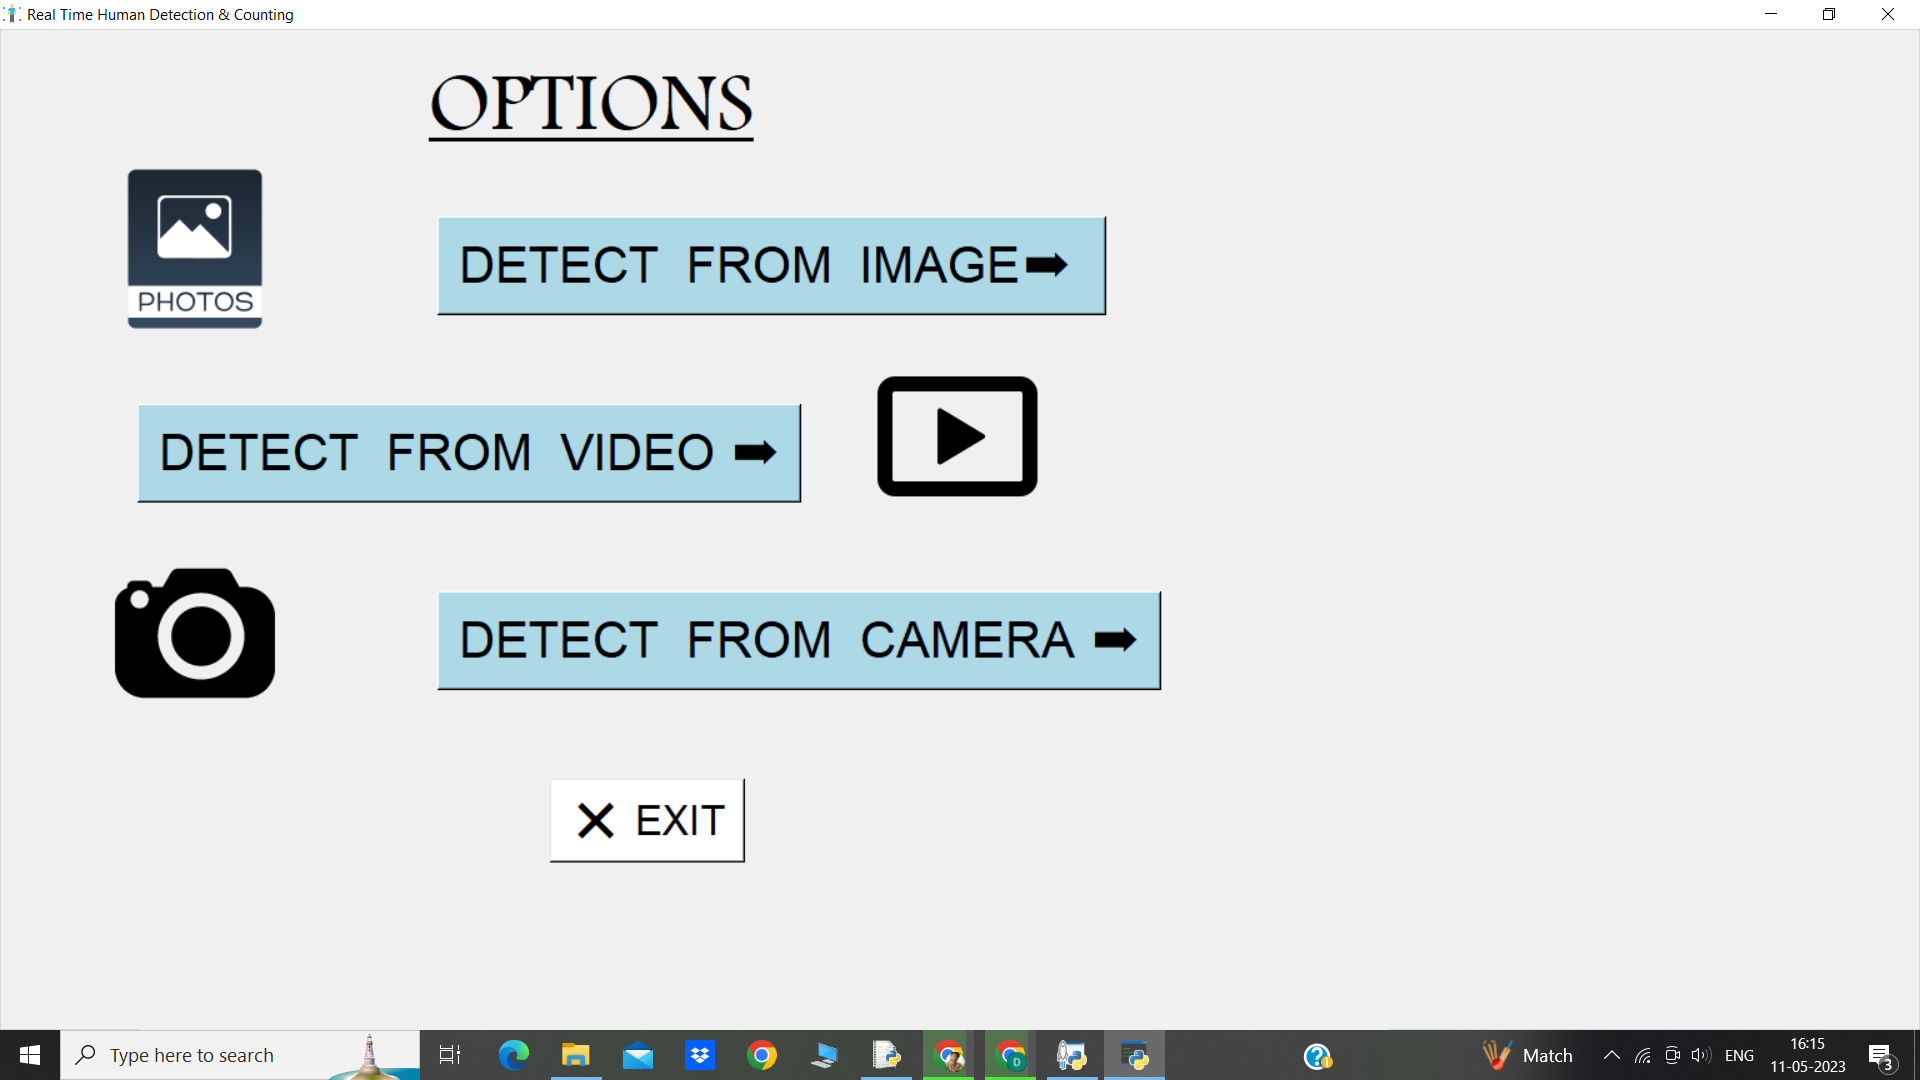 Real Time Human Detection & Counting
OPTIONS
PHOTOS
DETECT FROM IMAGE➡
DETECT FROM VIDEO ➡
DETECT FROM CAMERA ➡
❌ EXIT
Type here to search
Match
ENG
16:15
11-05-2023
3
D